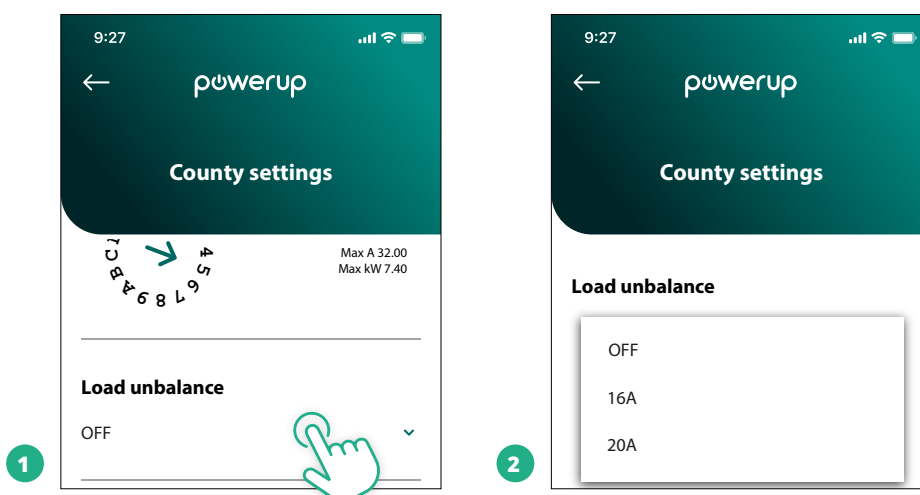 9:27
powerup
County settings
C
B
A
9
8
7
6
5
4
Max A 32.00
Max kW 7.40
Load unbalance
OFF
1
9:27
powerup
County settings
Load unbalance
OFF
16A
20A
2